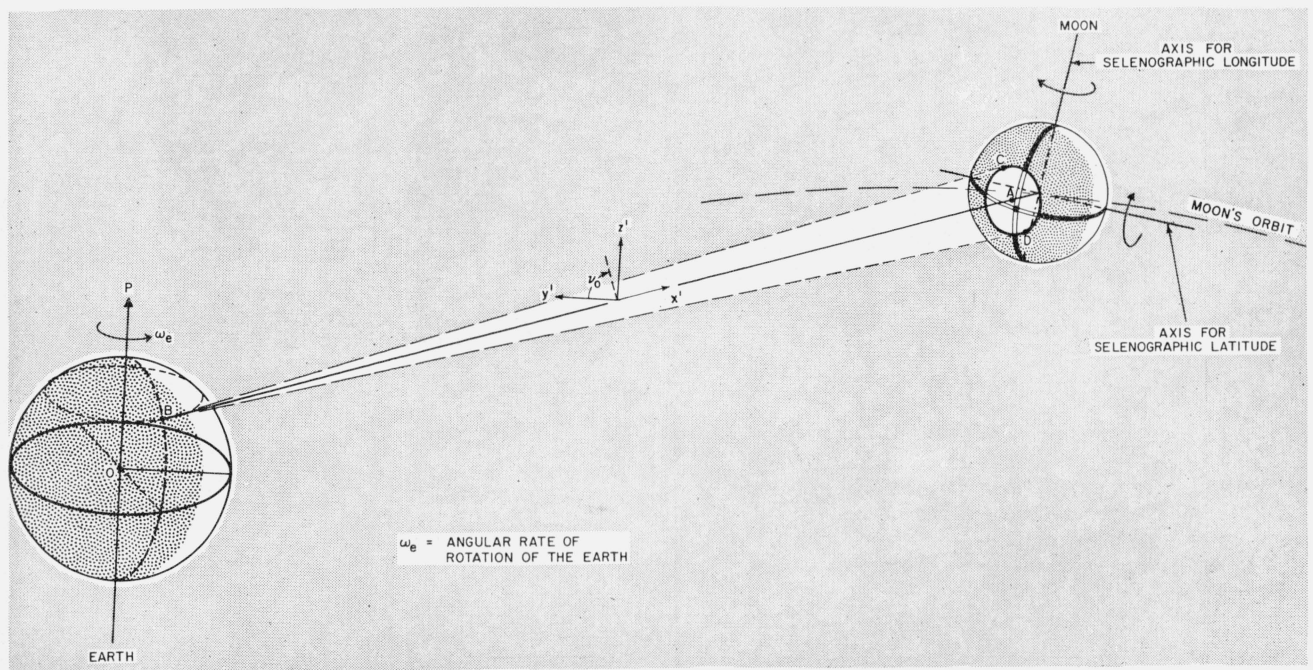 MOON
AXIS FOR
SELENOGRAPHIC LONGITUDE
C
A
D
MOON'S ORBIT
z'
ν₀
y'
x'
AXIS FOR
SELENOGRAPHIC LATITUDE
P
ωe
B
O
ωe = ANGULAR RATE OF
ROTATION OF THE EARTH
EARTH